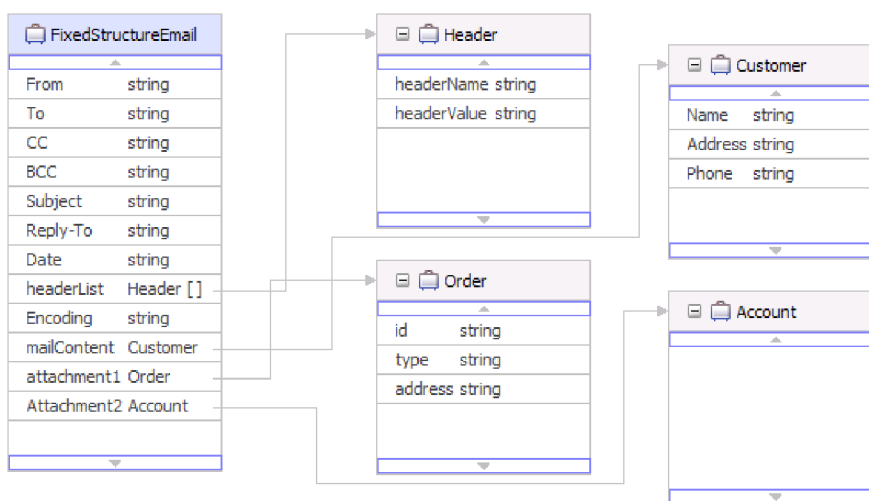 FixedStructureEmail
From string
To string
CC string
BCC string
Subject string
Reply-To string
Date string
headerList Header []
Encoding string
mailContent Customer
attachment1 Order
Attachment2 Account
Header
headerName string
headerValue string
Order
id string
type string
address string
Customer
Name string
Address string
Phone string
Account